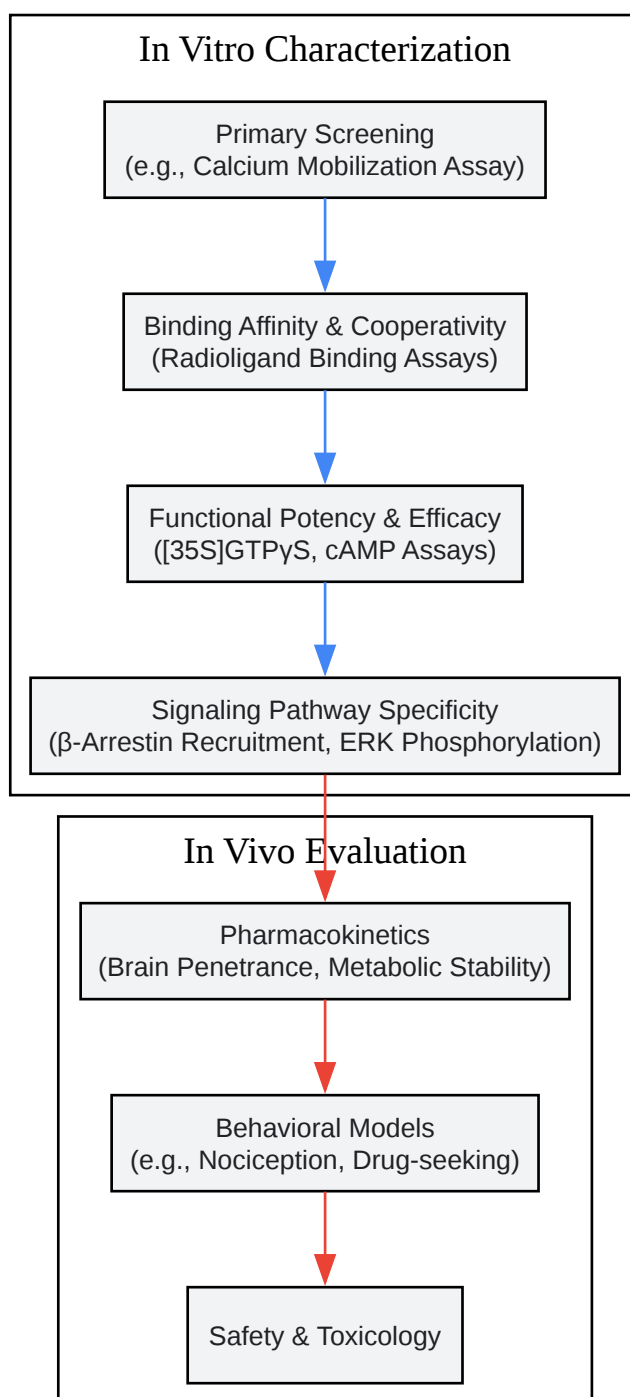 In Vitro Characterization
Primary Screening
(e.g., Calcium Mobilization Assay)
Binding Affinity & Cooperativity
(Radioligand Binding Assays)
Functional Potency & Efficacy
([35S]GTPγS, cAMP Assays)
Signaling Pathway Specificity
(β-Arrestin Recruitment, ERK Phosphorylation)
In Vivo Evaluation
Pharmacokinetics
(Brain Penetrance, Metabolic Stability)
Behavioral Models
(e.g., Nociception, Drug-seeking)
Safety & Toxicology